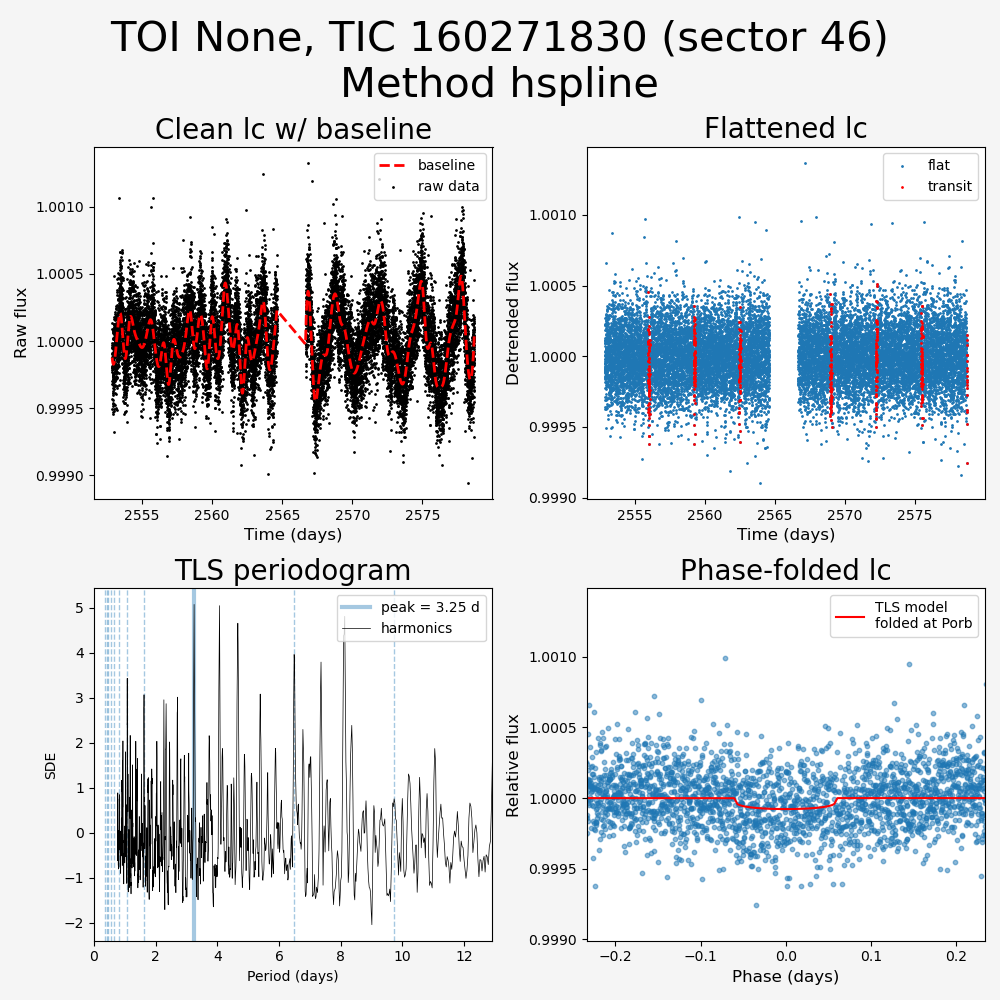 TOI None, TIC 160271830 (sector 46)
Method hspline
Clean lc w/ baseline
Flattened lc
baseline
raw data
flat
transit
1.0010
1.0005
1.0000
0.9995
0.9990
Raw flux
2555
2560
2565
2570
2575
Time (days)
1.0010
1.0005
1.0000
0.9995
0.9990
Detrended flux
2555
2560
2565
2570
2575
Time (days)
TLS periodogram
Phase-folded lc
peak = 3.25 d
harmonics
TLS model
folded at Porb
5
4
3
2
1
0
−1
−2
SDE
0
2
4
6
8
10
12
Period (days)
1.0010
1.0005
1.0000
0.9995
0.9990
Relative flux
−0.2
−0.1
0.0
0.1
0.2
Phase (days)